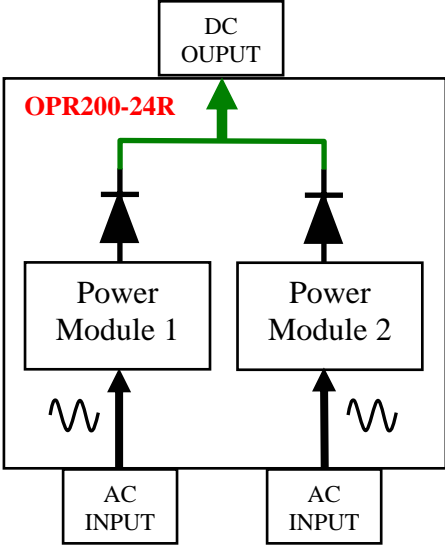 DC
OUPUT
OPR200-24R
Power
Module 1
Power
Module 2
AC
INPUT
AC
INPUT